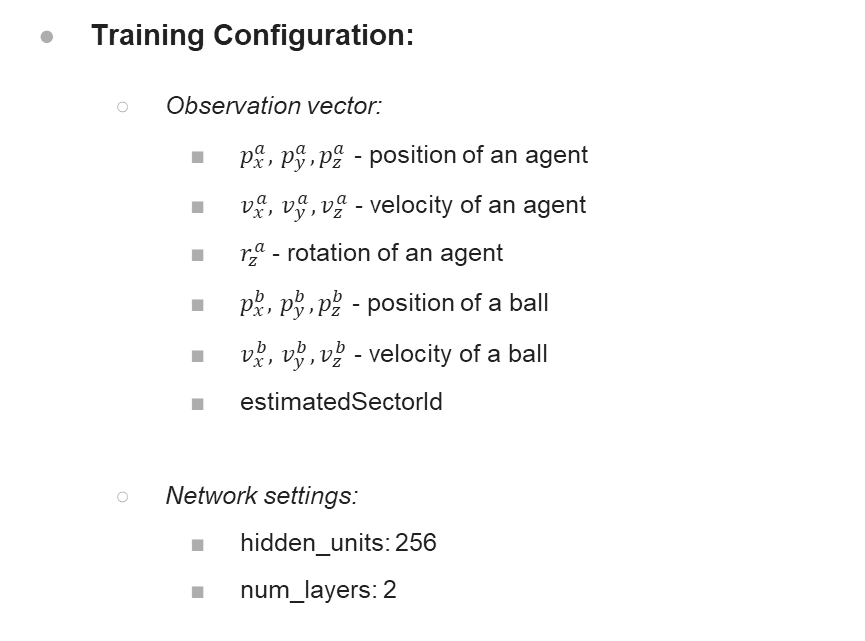 Training Configuration:
Observation vector:
$p_x^a, p_y^a, p_z^a$ - position of an agent
$v_x^a, v_y^a, v_z^a$ - velocity of an agent
$r_z^a$ - rotation of an agent
$p_x^b, p_y^b, p_z^b$ - position of a ball
$v_x^b, v_y^b, v_z^b$ - velocity of a ball
estimatedSectorId
Network settings:
hidden_units: 256
num_layers: 2